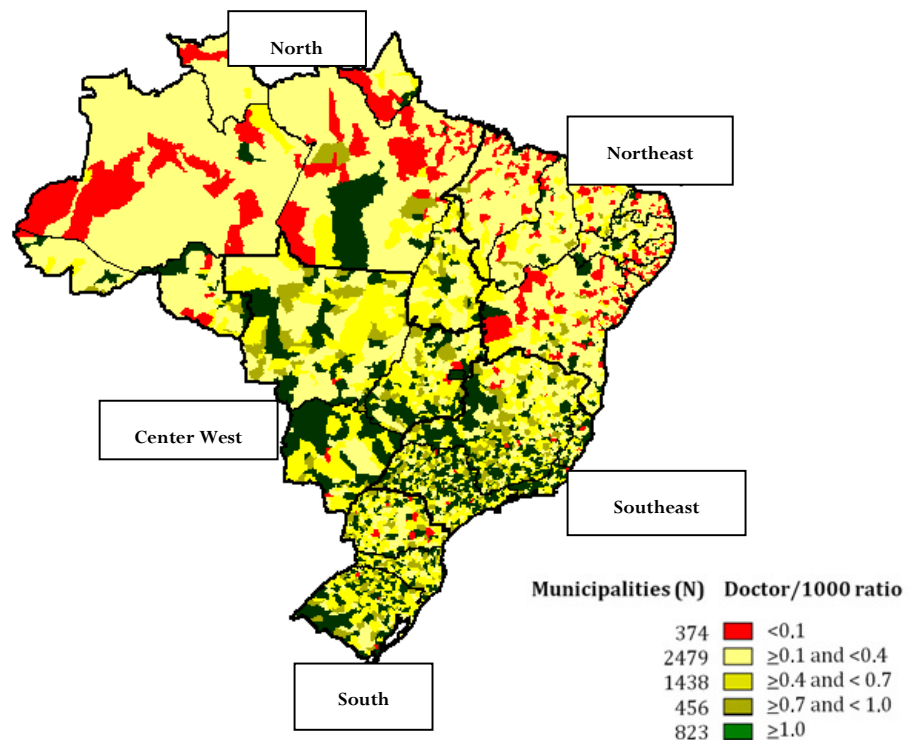 North
Northeast
Center West
Southeast
South
Municipalities (N) Doctor/1000 ratio
374 <0.1
2479 ≥0.1 and <0.4
1438 ≥0.4 and < 0.7
456 ≥0.7 and < 1.0
823 ≥1.0